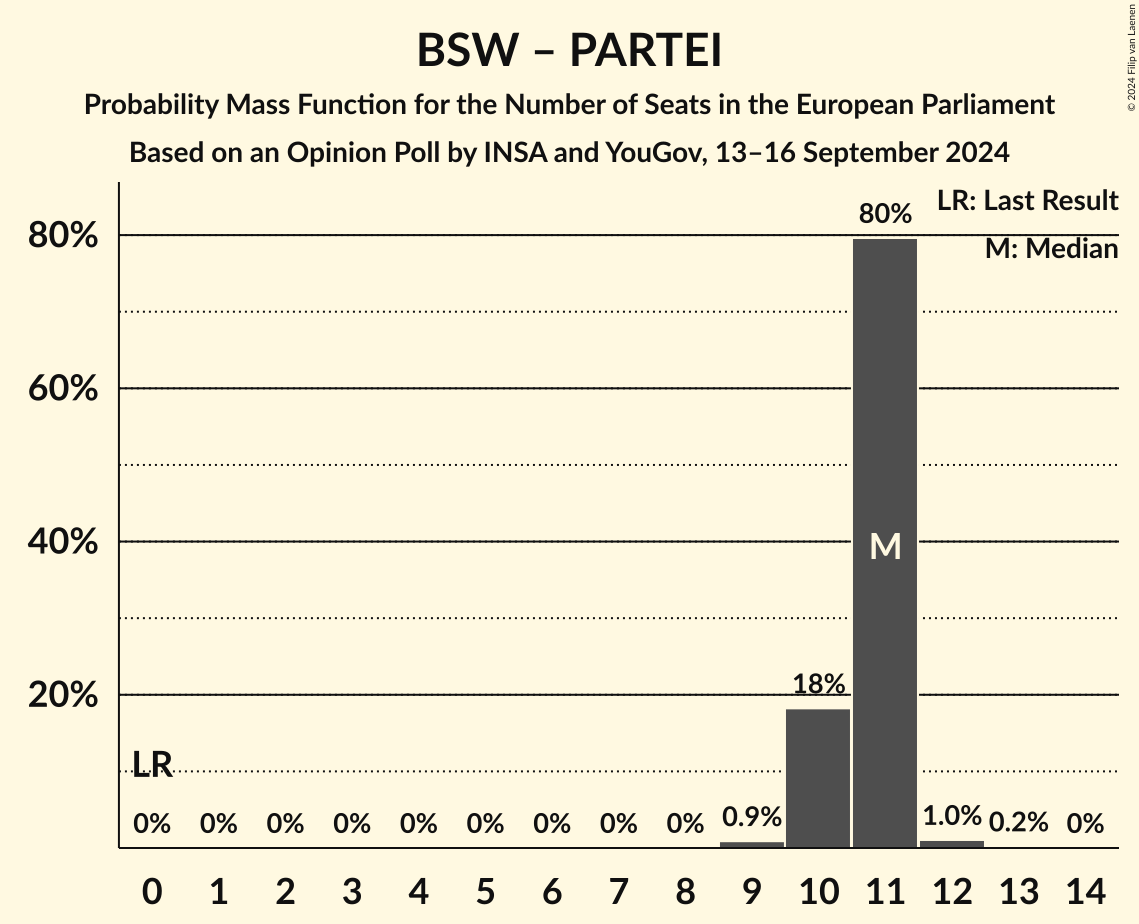 BSW – PARTEI
Probability Mass Function for the Number of Seats in the European Parliament
Based on an Opinion Poll by INSA and YouGov, 13–16 September 2024
© 2024 Filip van Laenen
LR: Last Result
M: Median
80%
60%
40%
20%
80%
M
18%
LR
0% 0% 0% 0% 0% 0% 0% 0% 0% 0.9% 1.0% 0.2% 0%
0 1 2 3 4 5 6 7 8 9 10 11 12 13 14